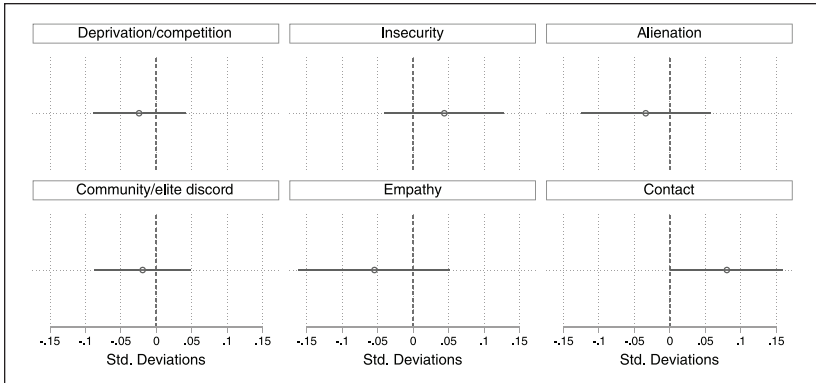 Deprivation/competition Insecurity Alienation
Community/elite discord Empathy Contact
-.15 -.1 -.05 0 .05 .1 .15 -.15 -.1 -.05 0 .05 .1 .15 -.15 -.1 -.05 0 .05 .1 .15
Std. Deviations Std. Deviations Std. Deviations